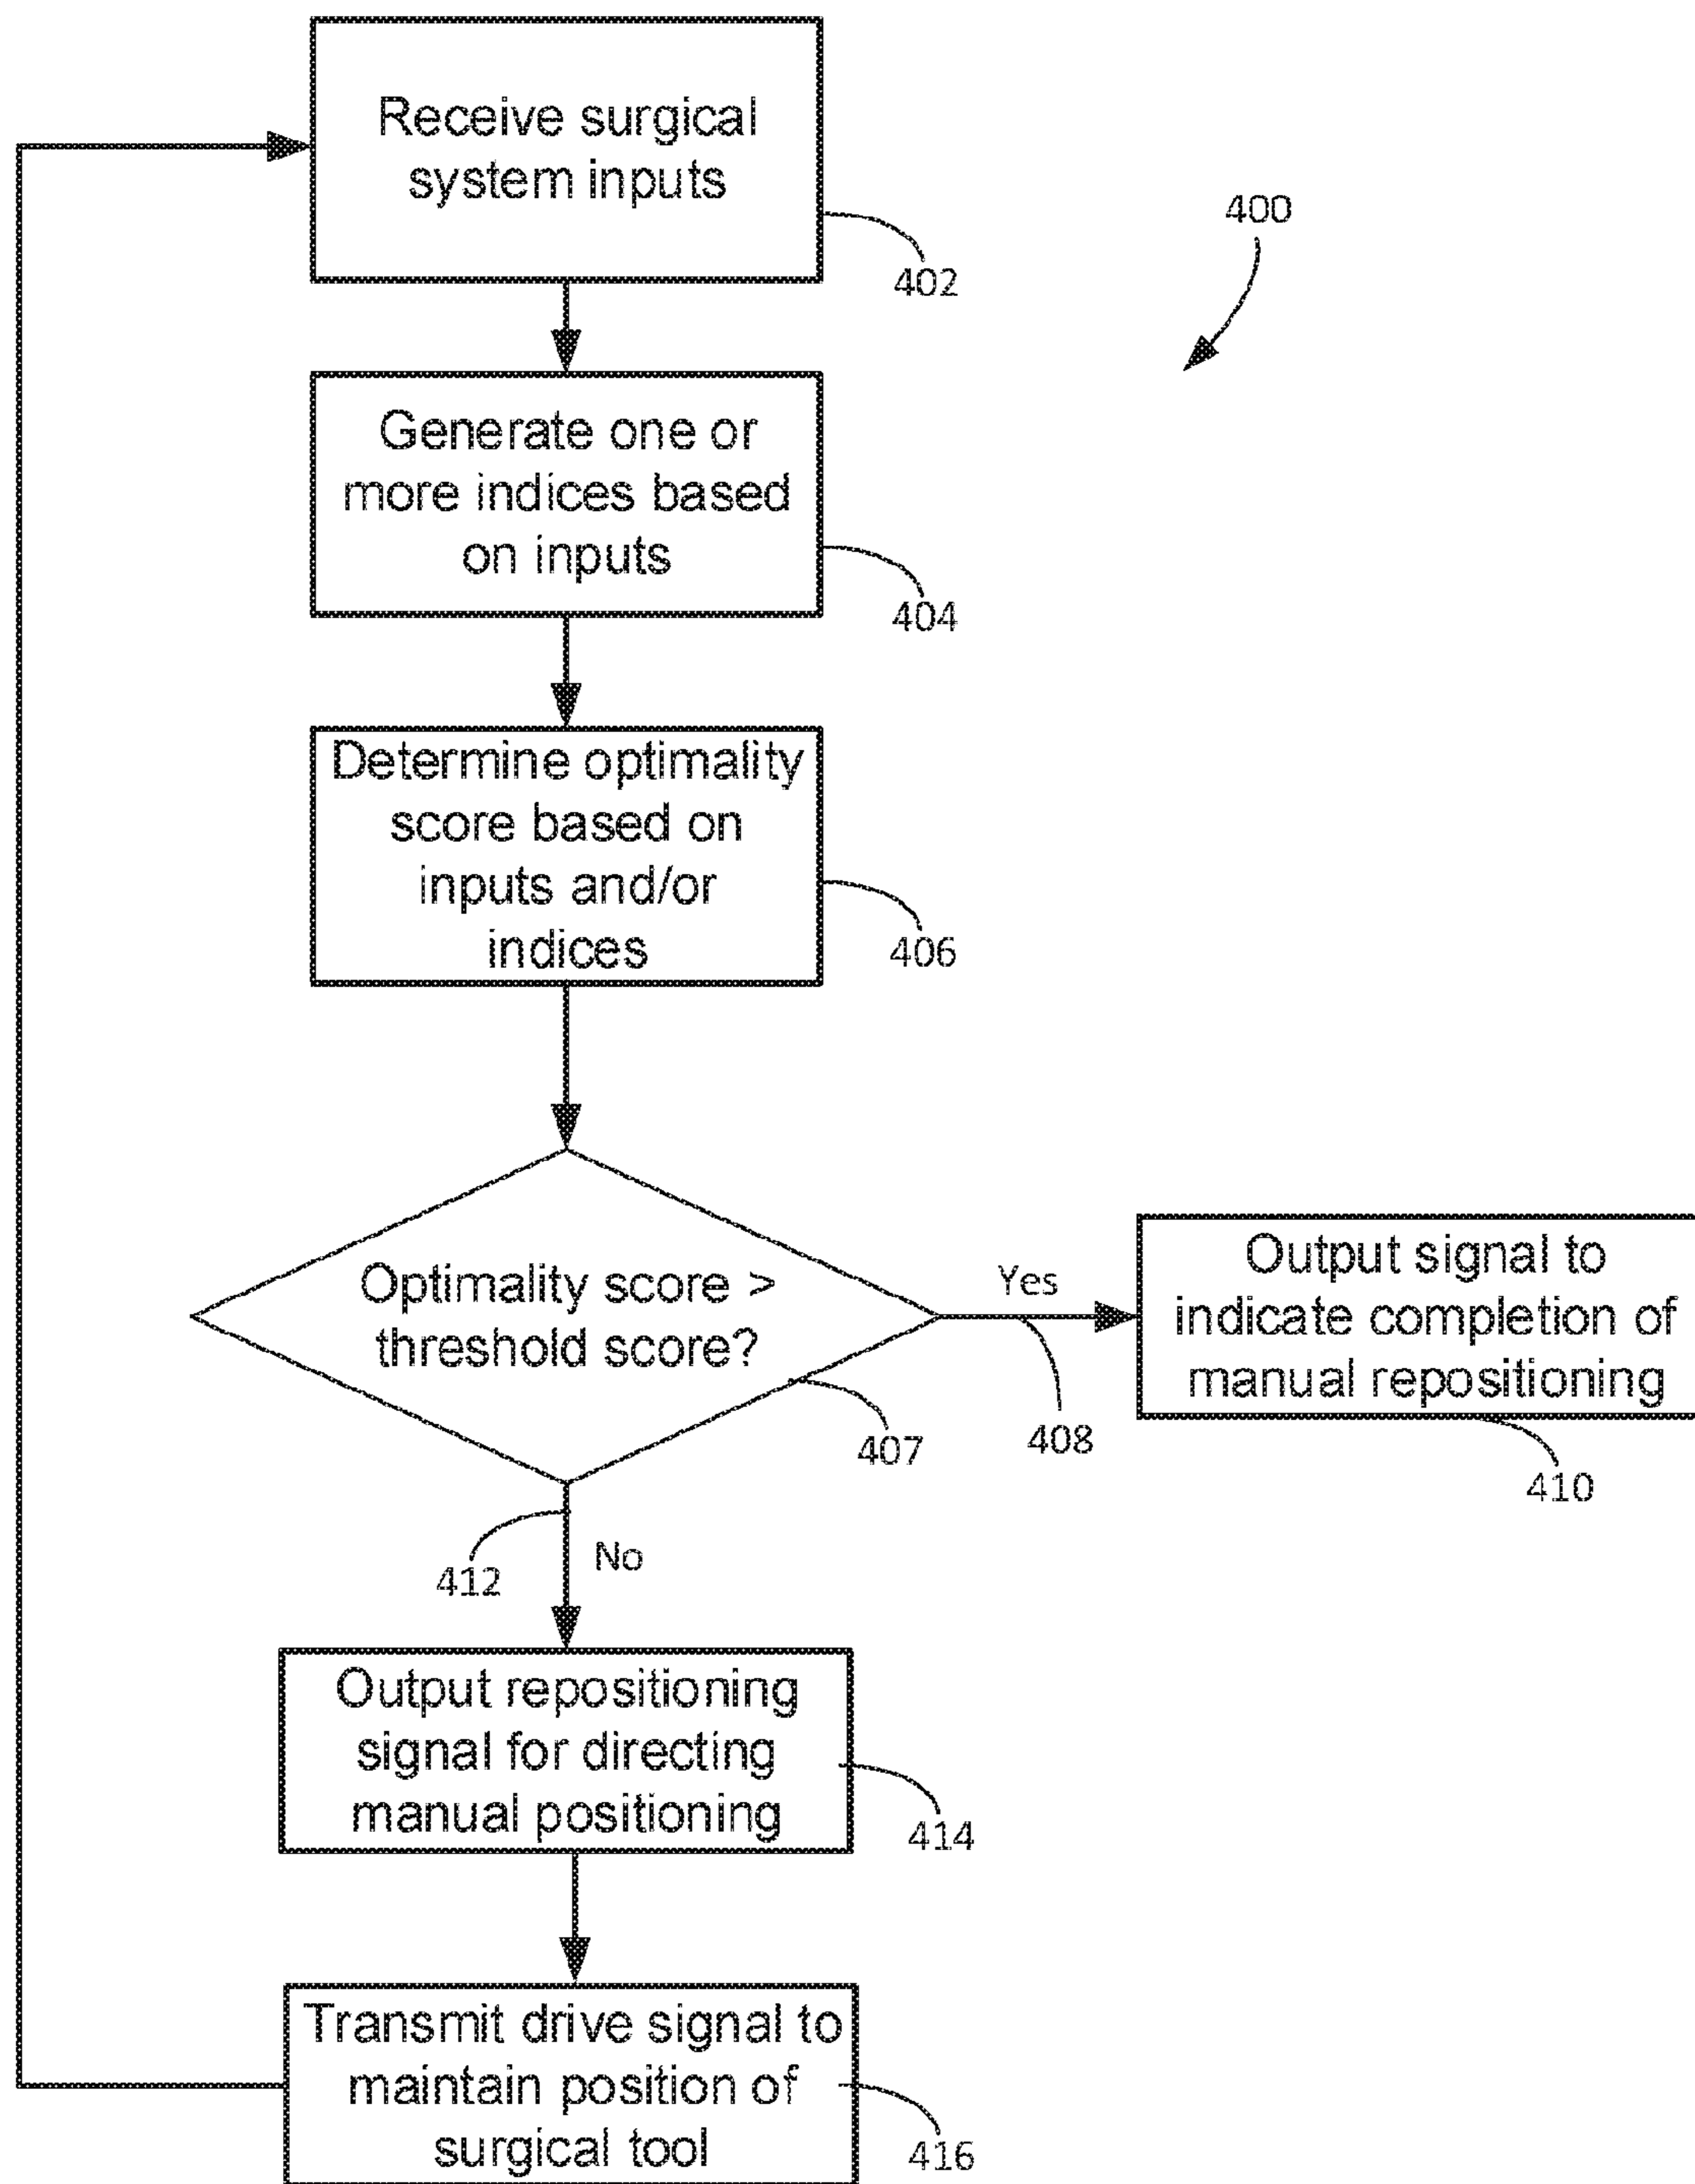 Receive surgical
system inputs
402
400
Generate one or
more indices based
on inputs
404
Determine optimality
score based on
inputs and/or
indices
406
Optimality score >
threshold score?
407
Yes
408
Output signal to
indicate completion of
manual repositioning
410
412
No
Output repositioning
signal for directing
manual positioning
414
Transmit drive signal to
maintain position of
surgical tool
416